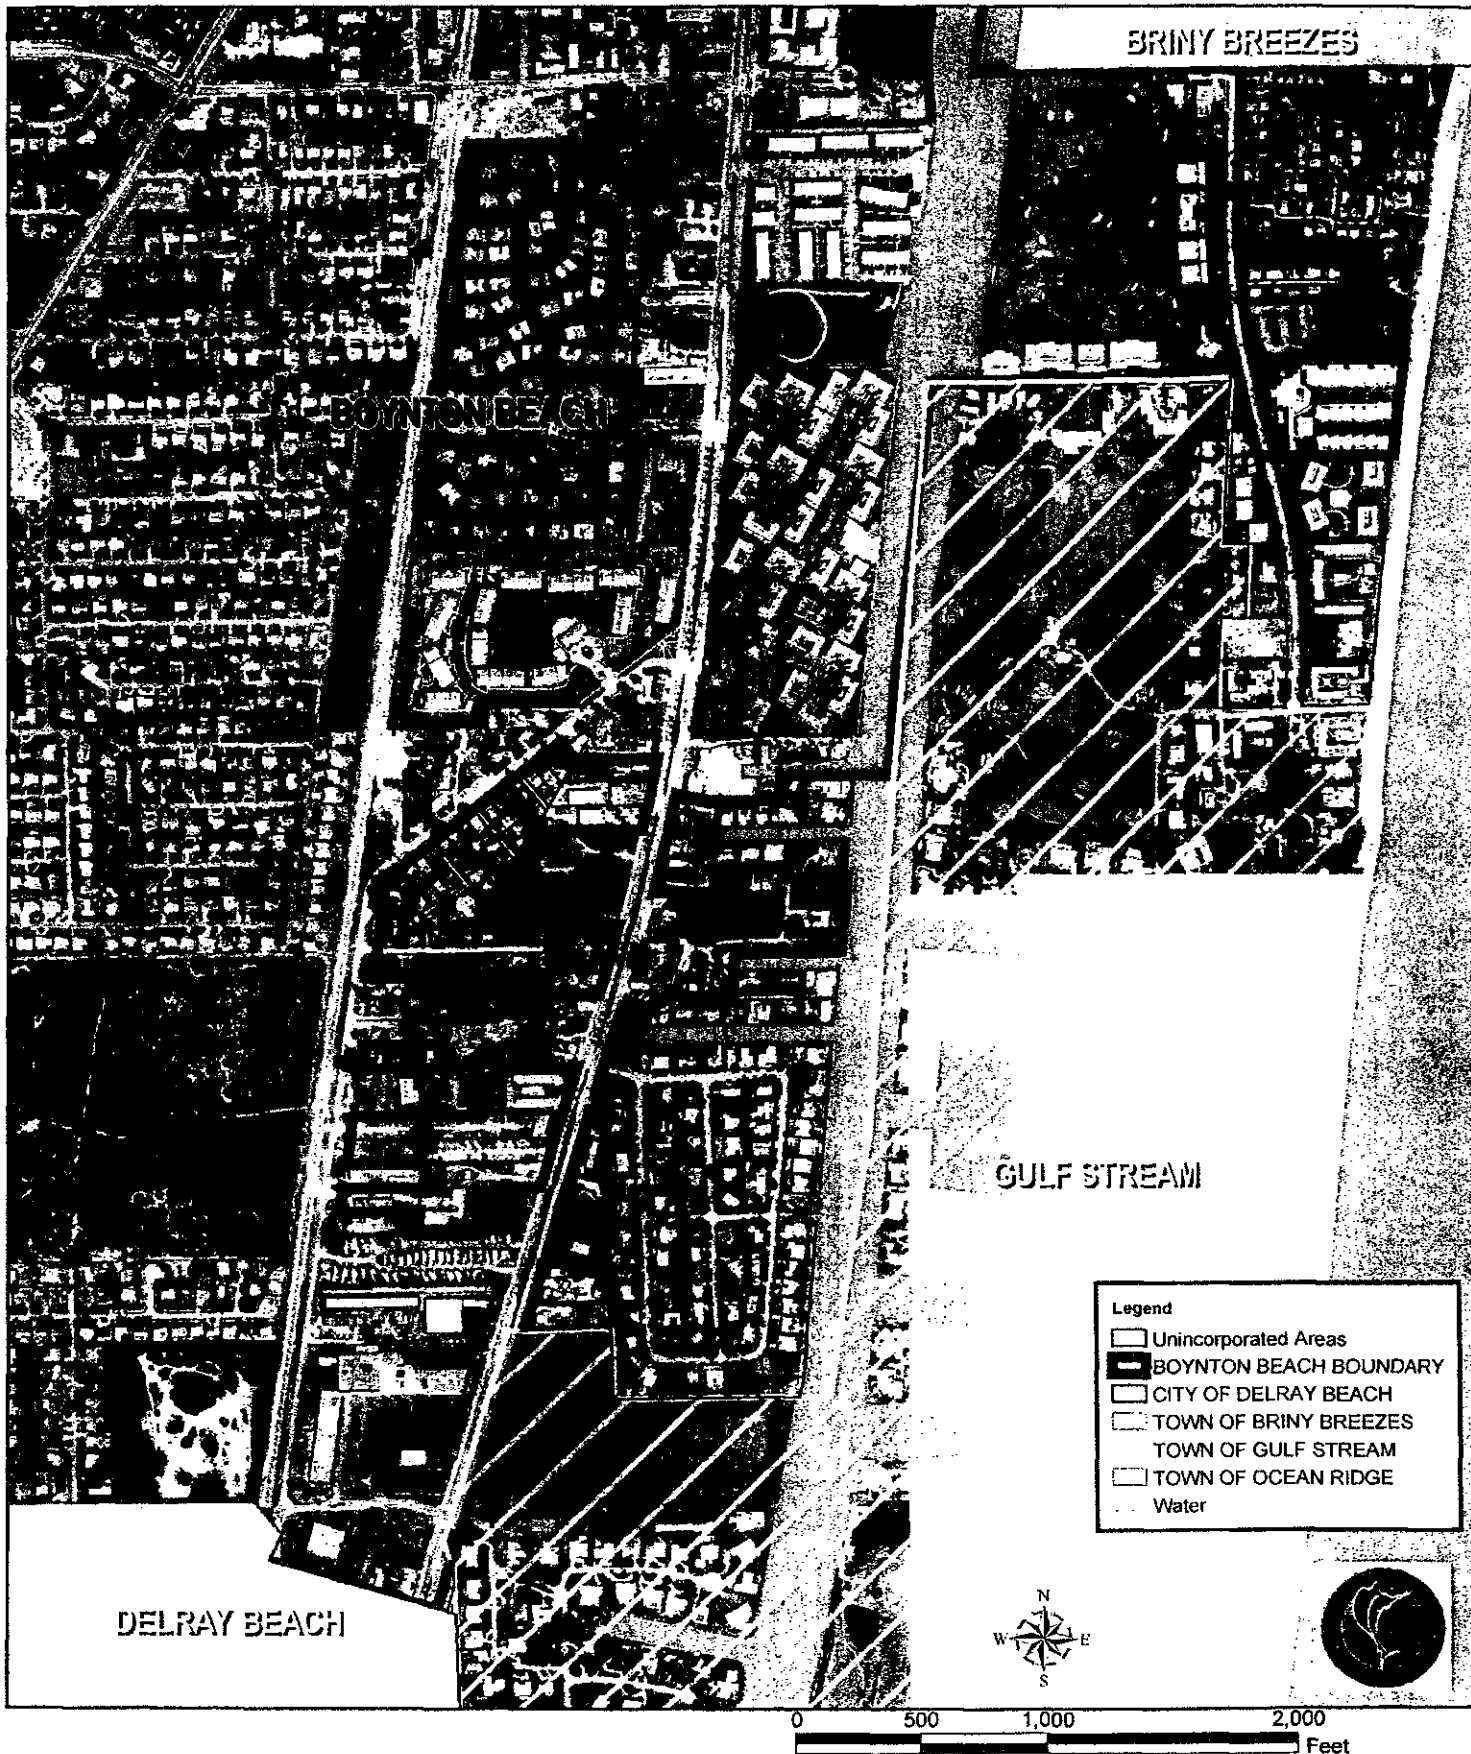 BRINY BREEZES
BOYNTON BEACH
GULF STREAM
Legend
Unincorporated Areas
BOYNTON BEACH BOUNDARY
CITY OF DELRAY BEACH
TOWN OF BRINY BREEZES
TOWN OF GULF STREAM
TOWN OF OCEAN RIDGE
Water
DELRAY BEACH
N
W E
S
0 500 1,000 2,000
Feet